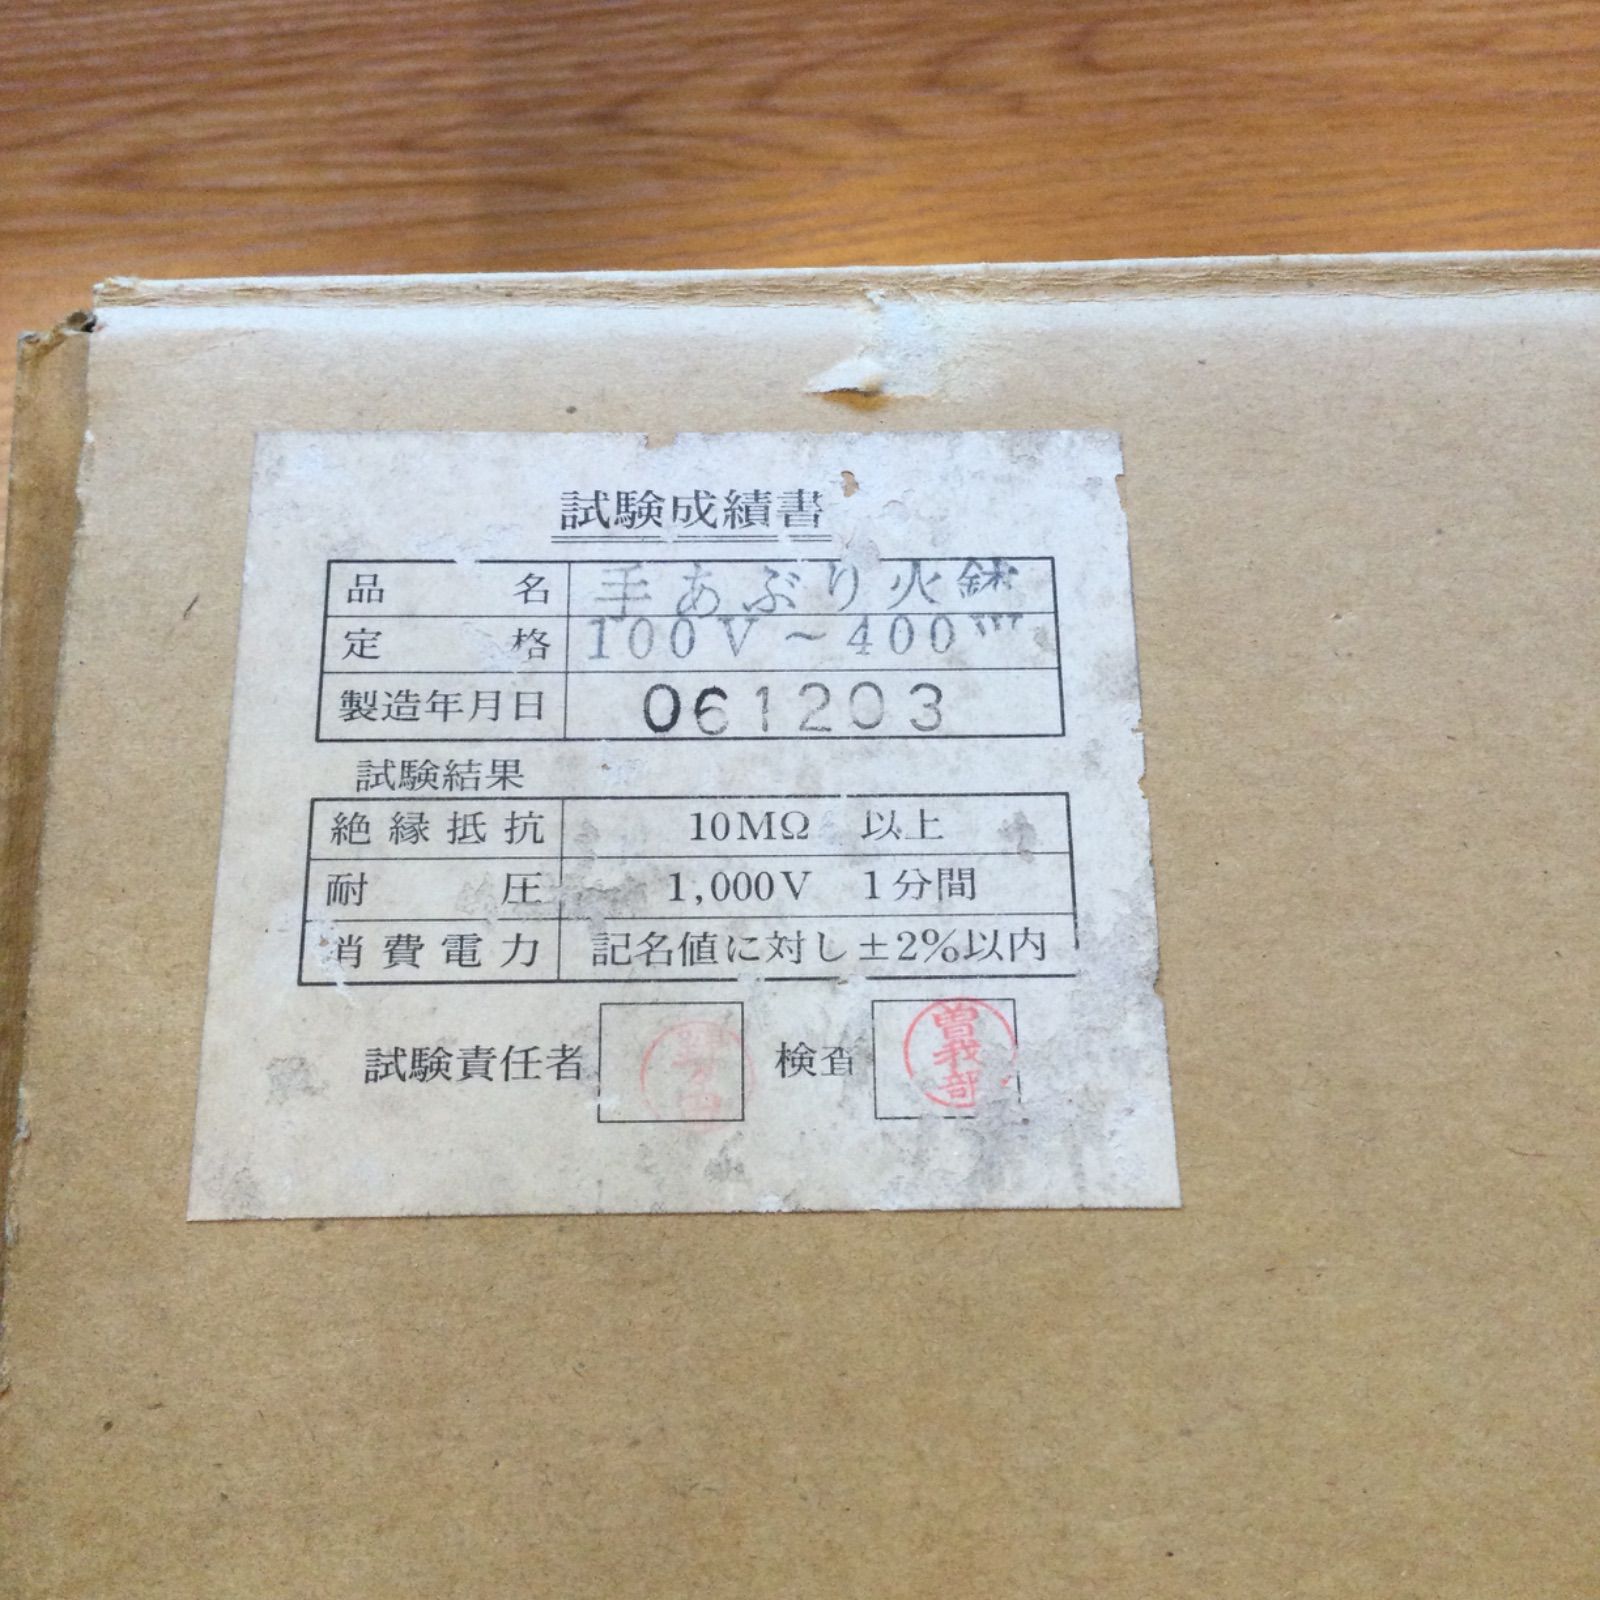 試験成績書
品名 手あぶり火鉢
定格 100V～400
製造年月日 061203
試験結果
絶縁抵抗 10MΩ 以上
耐圧 1,000V 1分間
消費電力 記名値に対し±2%以内
試験責任者 検査 曽我部